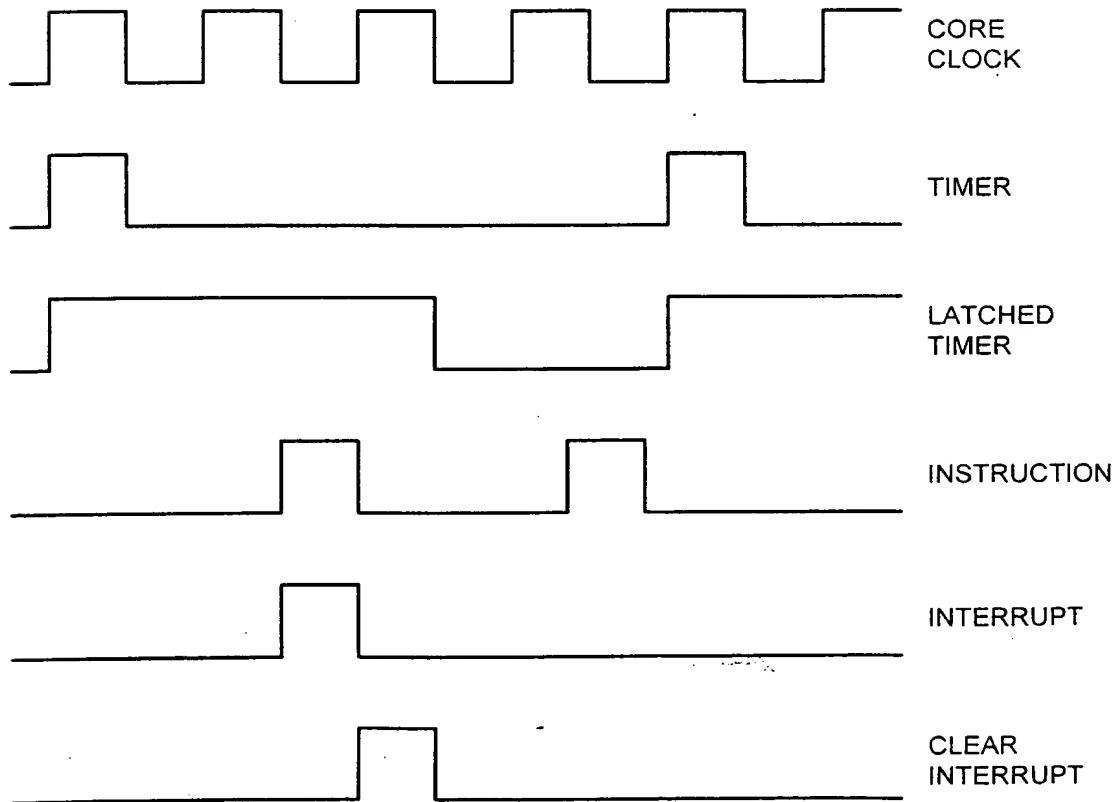 CORE
CLOCK
TIMER
LATCHED
TIMER
INSTRUCTION
INTERRUPT
CLEAR
INTERRUPT